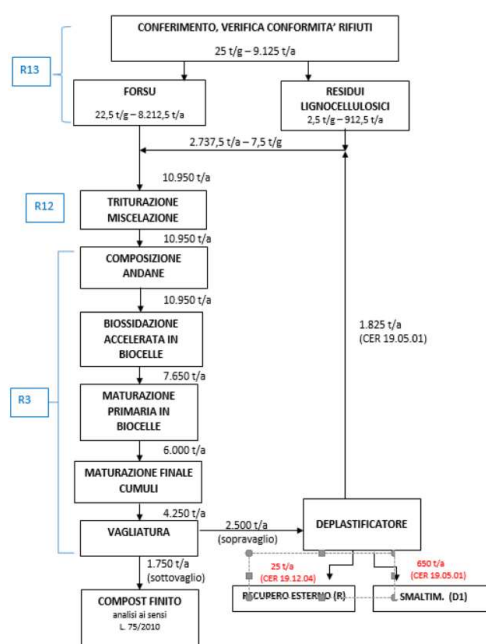 CONFERIMENTO, VERIFICA CONFORMITA' RIFIUTI
25 t/g – 9.125 t/a
R13
FORSU
22,5 t/g – 8.212,5 t/a
RESIDUI
LIGNOCELLULOSICI
2,5 t/g – 912,5 t/a
2.737,5 t/a – 7,5 t/g
10.950 t/a
R12
TRITURAZIONE
MISCELAZIONE
10.950 t/a
COMPOSIZIONE
ANDANE
10.950 t/a
BIOSSIDAZIONE
ACCELERATA IN
BIOCELLE
1.825 t/a
(CER 19.05.01)
7.650 t/a
R3
MATURAZIONE
PRIMARIA IN
BIOCELLE
6.000 t/a
MATURAZIONE FINALE
CUMULI
4.250 t/a
VAGLIATURA
2.500 t/a
(sopravaglio)
DEPLASTIFICATORE
1.750 t/a
(sottovaglio)
25 t/a
(CER 19.12.04)
650 t/a
(CER 19.05.01)
RECUPERO ESTERNO (R)
SMALTIM. (D1)
COMPOST FINITO
analisi ai sensi
L. 75/2010